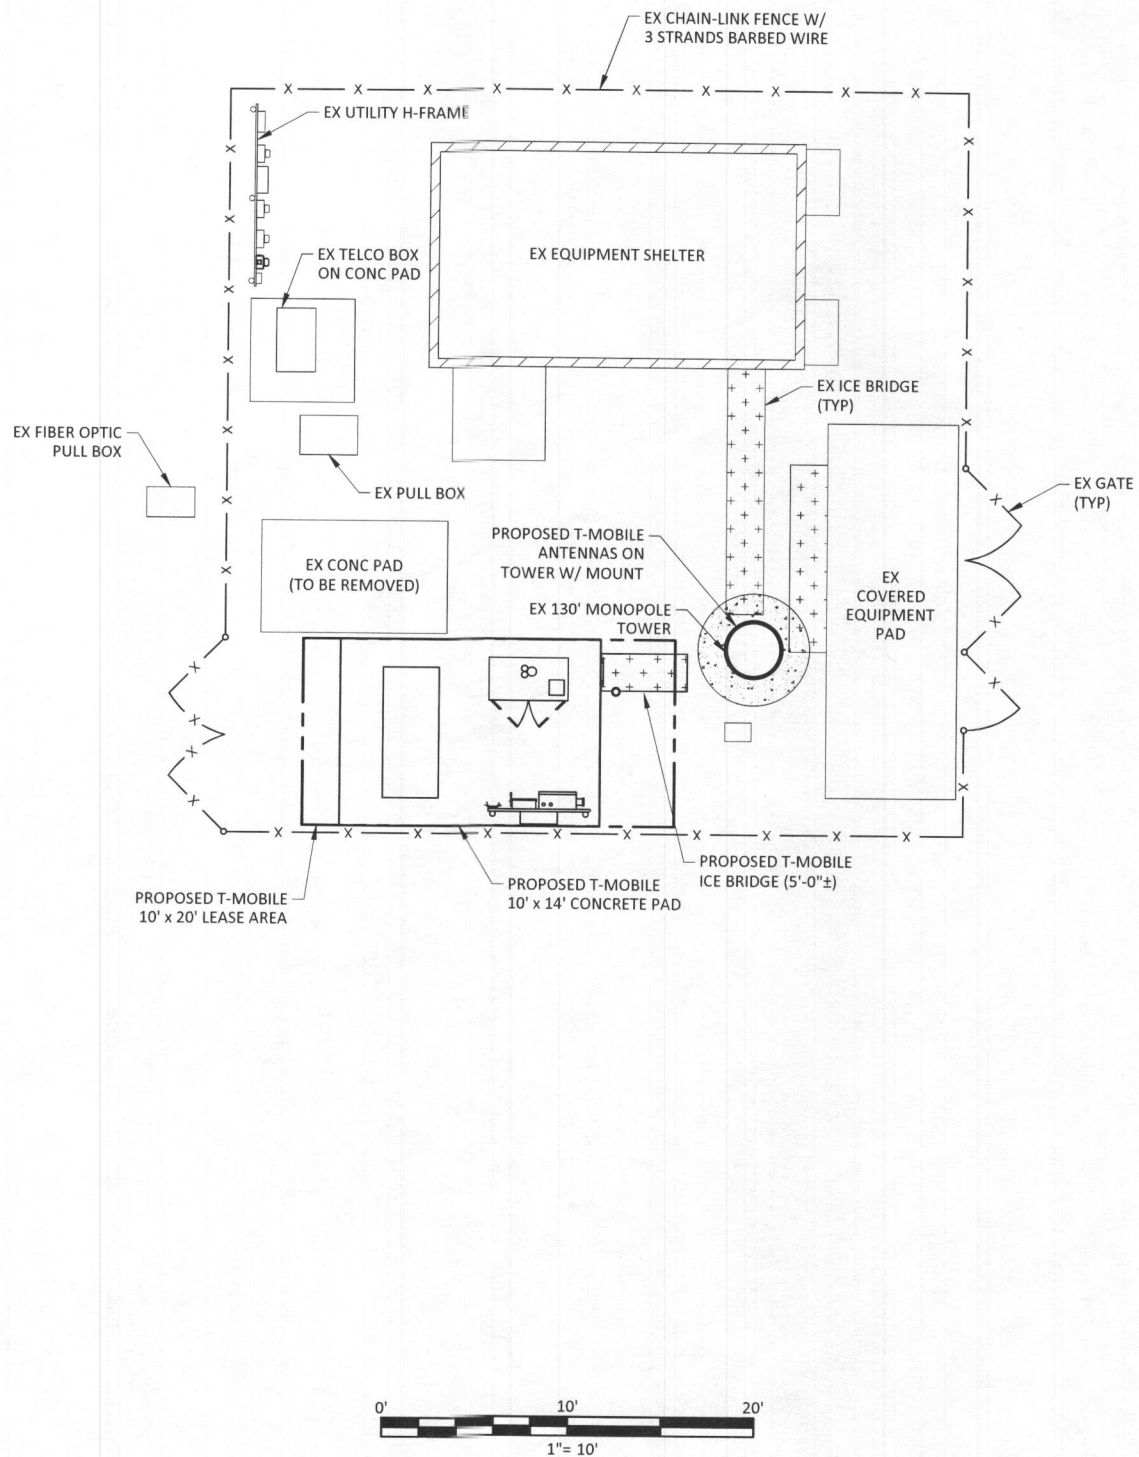 EX CHAIN-LINK FENCE W/
3 STRANDS BARBED WIRE
EX UTILITY H-FRAME
EX TELCO BOX
ON CONC PAD
EX EQUIPMENT SHELTER
EX ICE BRIDGE
(TYP)
EX FIBER OPTIC
PULL BOX
EX PULL BOX
EX GATE
(TYP)
PROPOSED T-MOBILE
ANTENNAS ON
TOWER W/ MOUNT
EX CONC PAD
(TO BE REMOVED)
EX
COVERED
EQUIPMENT
PAD
EX 130' MONOPOLE
TOWER
PROPOSED T-MOBILE
ICE BRIDGE (5'-0"±)
PROPOSED T-MOBILE
10' x 14' CONCRETE PAD
PROPOSED T-MOBILE
10' x 20' LEASE AREA
0' 10' 20'
1"= 10'